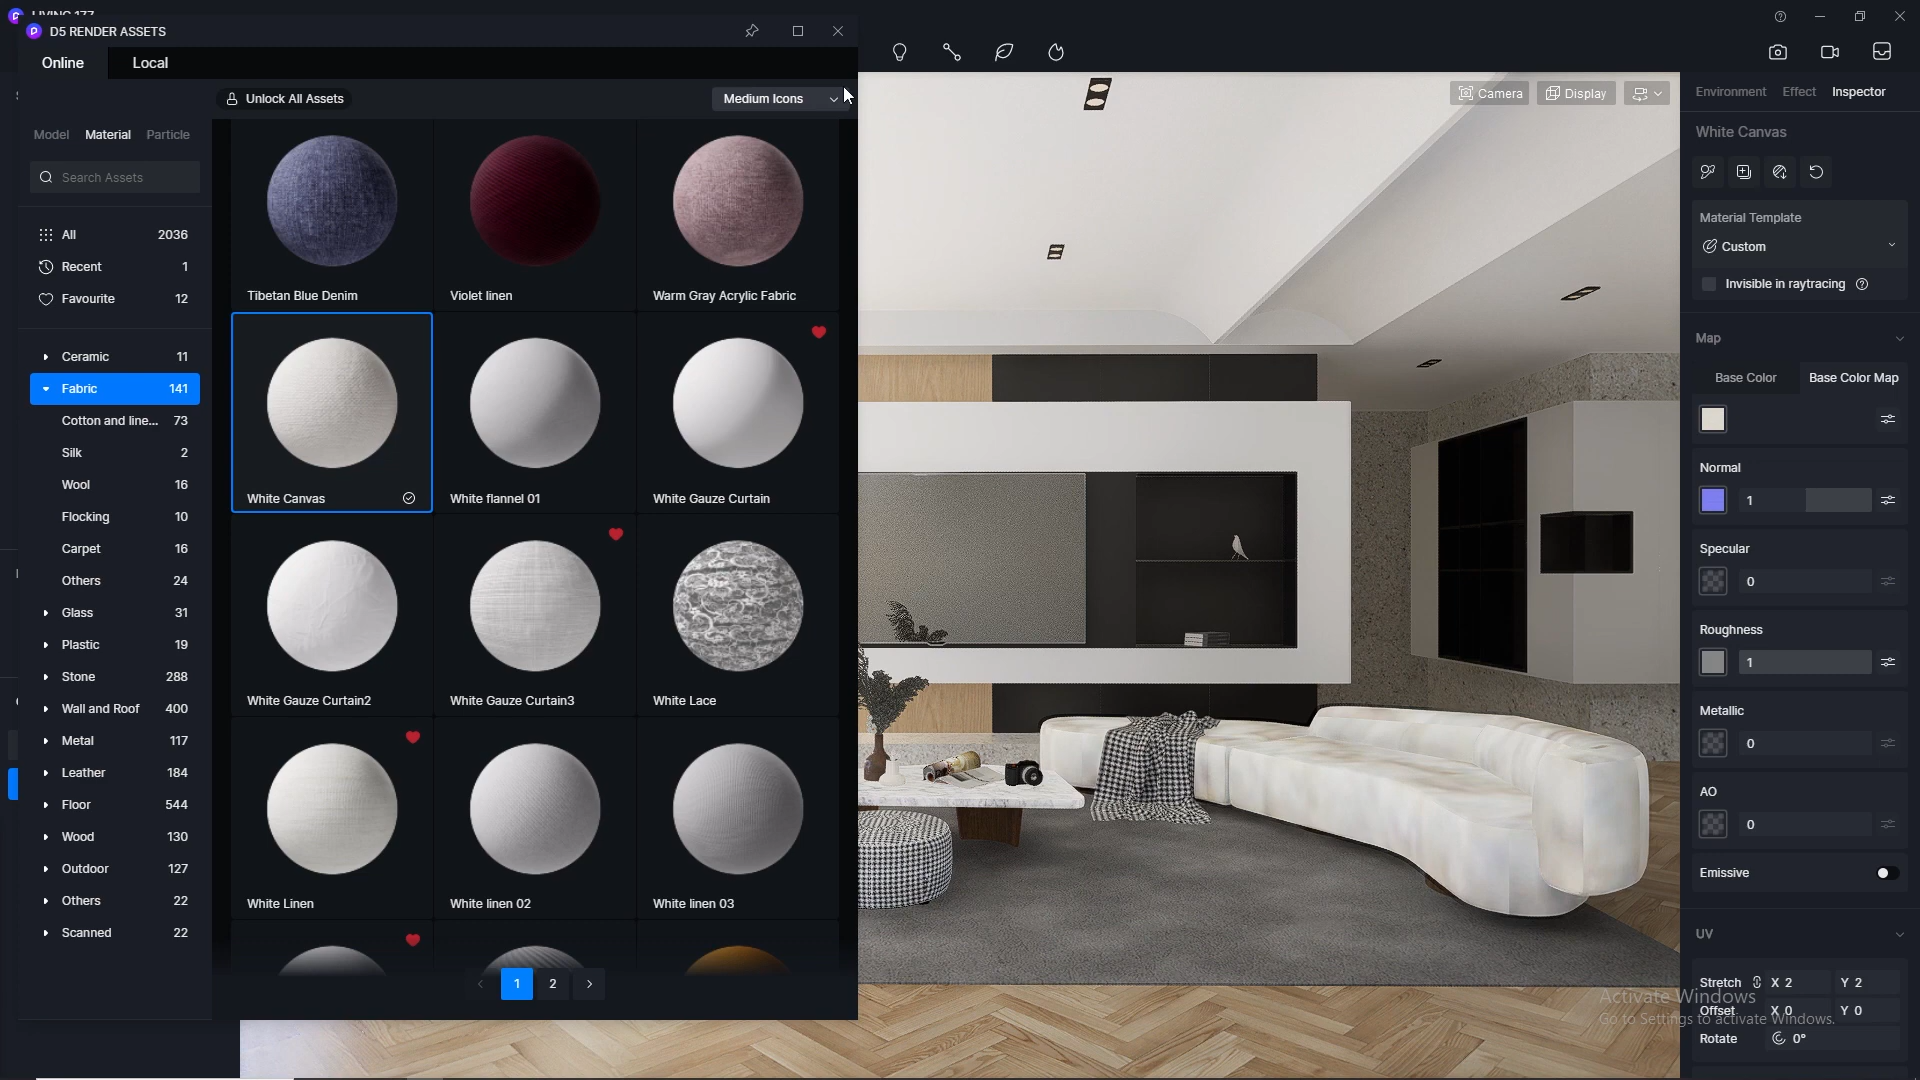 D5 RENDER ASSETS
Online
Local
Unlock All Assets
Medium Icons
Model
Material
Particle
Search Assets
All 2036
Recent 1
Favourite 12
Ceramic 11
Fabric 141
Cotton and line... 73
Silk 2
Wool 16
Flocking 10
Carpet 16
Others 24
Glass 31
Plastic 19
Stone 288
Wall and Roof 400
Metal 117
Leather 184
Floor 544
Wood 130
Outdoor 127
Others 22
Scanned 22
Tibetan Blue Denim
Violet linen
Warm Gray Acrylic Fabric
White Canvas
White flannel 01
White Gauze Curtain
White Gauze Curtain2
White Gauze Curtain3
White Lace
White Linen
White linen 02
White linen 03
1
2
Camera
Display
Environment
Effect
Inspector
White Canvas
Material Template
Custom
Invisible in raytracing
Map
Base Color
Base Color Map
Normal
1
Specular
0
Roughness
1
Metallic
0
AO
0
Emissive
UV
Stretch X 2 Y 2
Offset X 0 Y 0
Rotate 0°
Activate Windows
Go to Settings to activate Windows.